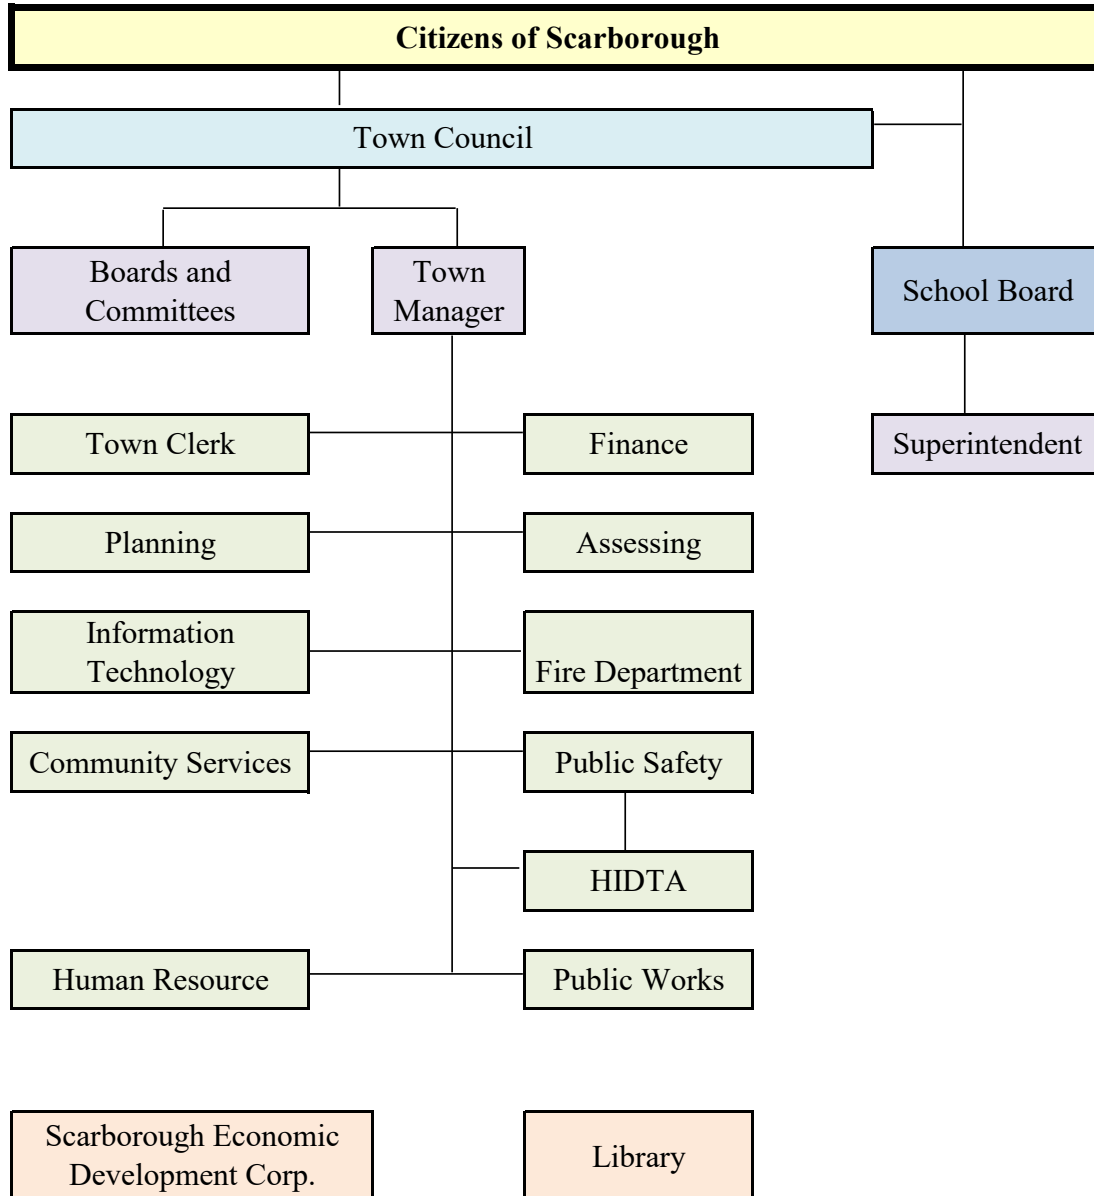 Citizens of Scarborough
Town Council
Boards and
Committees
Town
Manager
School Board
Town Clerk
Finance
Superintendent
Planning
Assessing
Information
Technology
Fire Department
Community Services
Public Safety
HIDTA
Human Resource
Public Works
Scarborough Economic
Development Corp.
Library